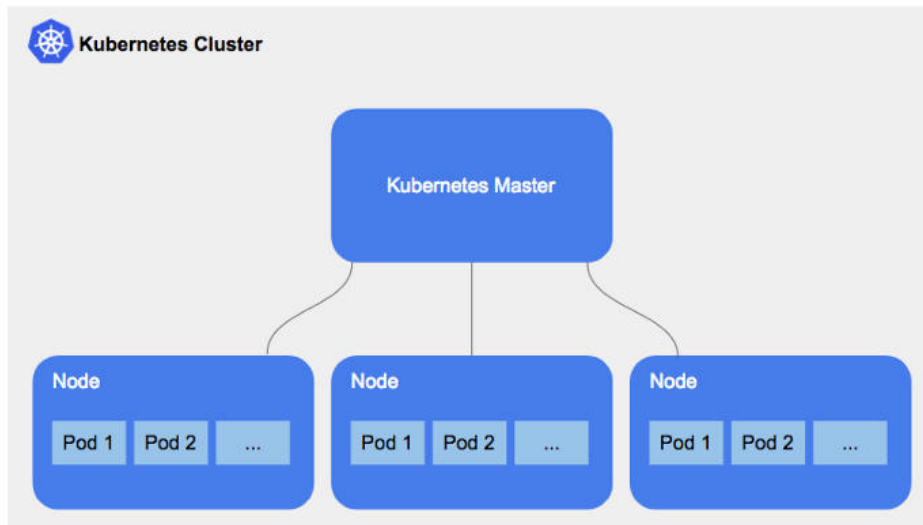 Kubernetes Cluster
Kubernetes Master
Node
Pod 1 Pod 2 ...
Node
Pod 1 Pod 2 ...
Node
Pod 1 Pod 2 ...